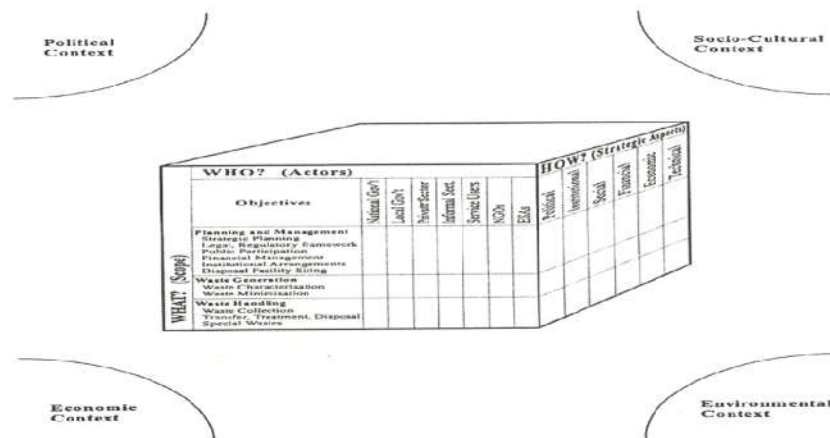 Political
Context
Socio-Cultural
Context
WHO? (Actors)
HOW? (Strategic Aspects)
WHAT? (Scope)
Objectives
National Gov't
Local Gov't
Private Sector
Informal Sect.
Service Users
NGOs
ESAs
Political
Institutional
Social
Financial
Economic
Technical
Planning and Management
Strategic Planning
Legal, Regulatory framework
Public Participation
Financial Management
Institutional Arrangements
Disposal Facility Siting
Waste Generation
Waste Characterisation
Waste Minimisation
Waste Handling
Waste Collection
Transfer, Treatment, Disposal
Special Wastes
Economic
Context
Environmental
Context